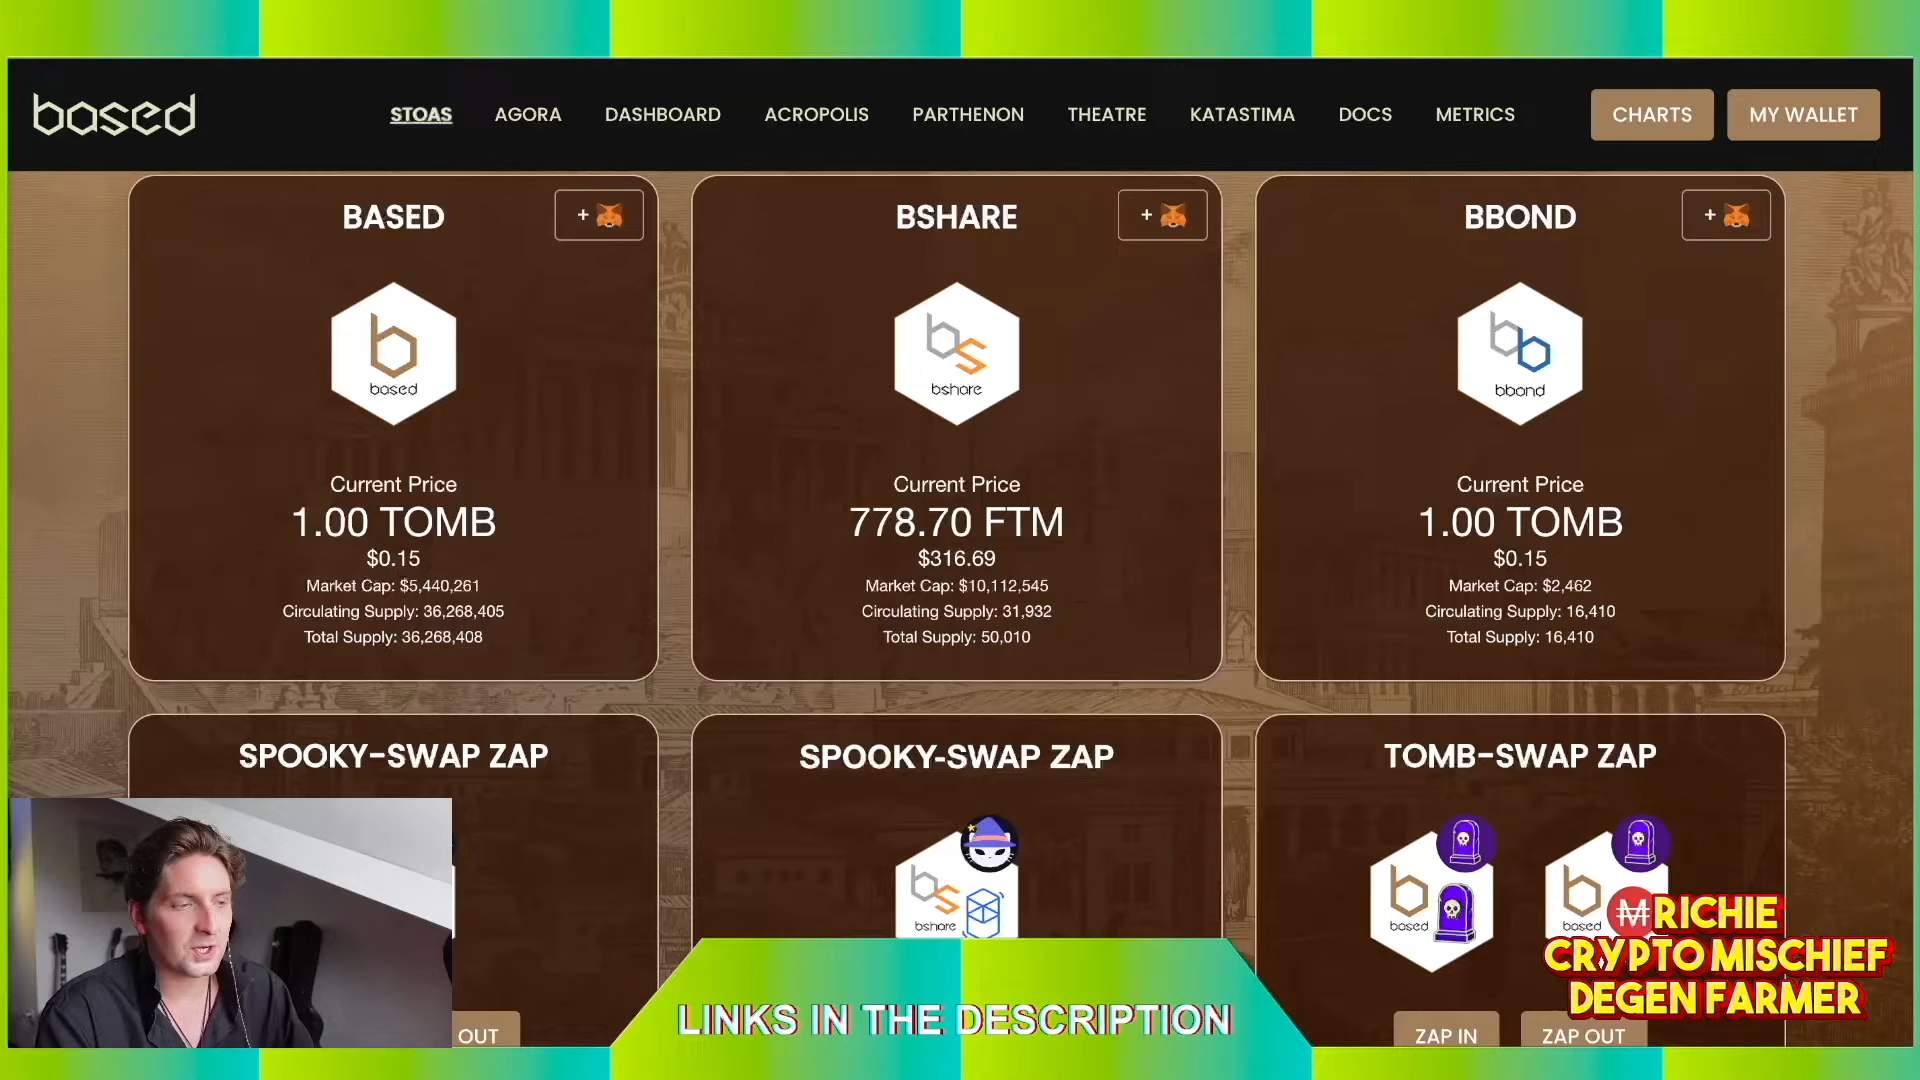 based
STOAS AGORA DASHBOARD ACROPOLIS PARTHENON THEATRE KATASTIMA DOCS METRICS CHARTS MY WALLET
BASED
+
based
Current Price
1.00 TOMB
$0.15
Market Cap: $5,440,261
Circulating Supply: 36,268,405
Total Supply: 36,268,408
BSHARE
+
bs
bshare
Current Price
778.70 FTM
$316.69
Market Cap: $10,112,545
Circulating Supply: 31,932
Total Supply: 50,010
BBOND
+
bb
bbond
Current Price
1.00 TOMB
$0.15
Market Cap: $2,462
Circulating Supply: 16,410
Total Supply: 16,410
SPOOKY-SWAP ZAP
OUT
SPOOKY-SWAP ZAP
bs
bshare
TOMB-SWAP ZAP
b
based
b
based
ZAP IN
ZAP OUT
LINKS IN THE DESCRIPTION
RICHIE
CRYPTO MISCHIEF
DEGEN FARMER